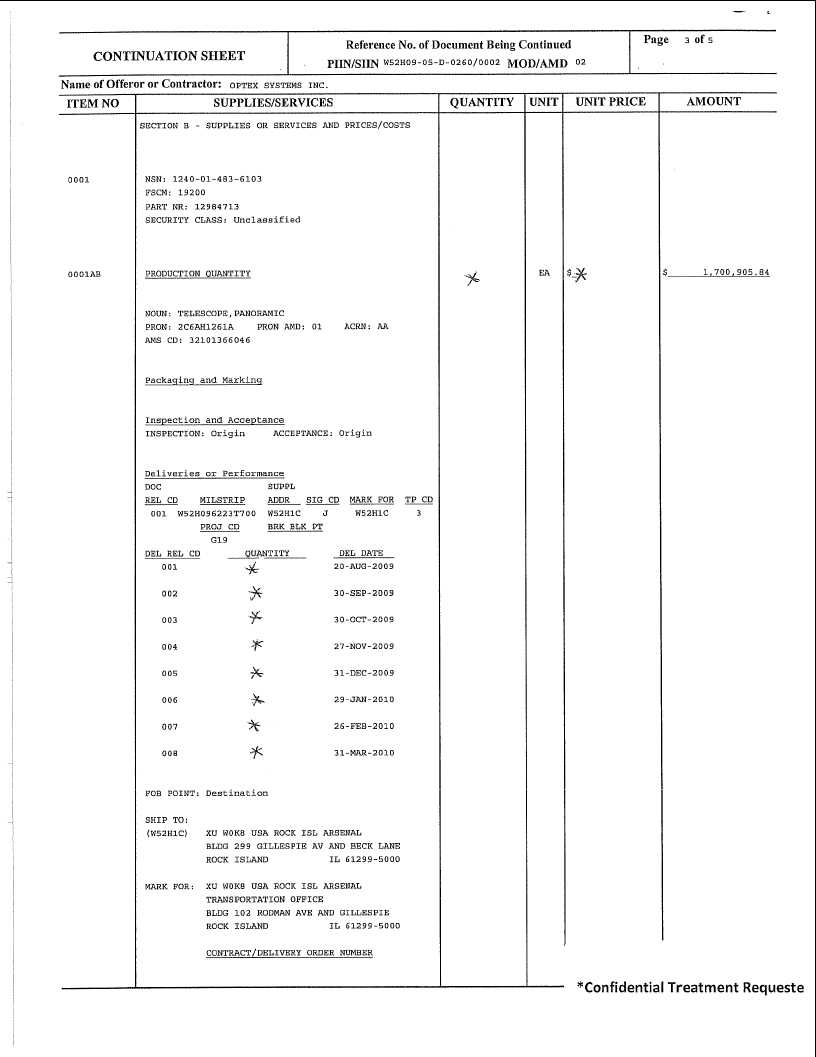 CONTINUATION SHEET
Reference No. of Document Being Continued
PIIN/SIIN W52H09-05-D-0260/0002 MOD/AMD 02
Page 3 of 5
Name of Offeror or Contractor: OPTEX SYSTEMS INC.
ITEM NO SUPPLIES/SERVICES QUANTITY UNIT UNIT PRICE AMOUNT
SECTION B - SUPPLIES OR SERVICES AND PRICES/COSTS
0001 NSN: 1240-01-483-6103
FSCM: 19200
PART NR: 12984713
SECURITY CLASS: Unclassified
0001AB PRODUCTION QUANTITY * EA $ * $ 1,700,905.84
NOUN: TELESCOPE,PANORAMIC
PRON: 2C6AH1261A PRON AMD: 01 ACRN: AA
AMS CD: 32101366046
Packaging and Marking
Inspection and Acceptance
INSPECTION: Origin ACCEPTANCE: Origin
Deliveries or Performance
DOC SUPPL
REL CD MILSTRIP ADDR SIG CD MARK FOR TP CD
001 W52H096223T700 W52H1C J W52H1C 3
PROJ CD BRK BLK PT
G19
DEL REL CD QUANTITY DEL DATE
001 * 20-AUG-2009
002 * 30-SEP-2009
003 * 30-OCT-2009
004 * 27-NOV-2009
005 * 31-DEC-2009
006 * 29-JAN-2010
007 * 26-FEB-2010
008 * 31-MAR-2010
FOB POINT: Destination
SHIP TO:
(W52H1C) XU W0K8 USA ROCK ISL ARSENAL
BLDG 299 GILLESPIE AV AND BECK LANE
ROCK ISLAND IL 61299-5000
MARK FOR: XU W0K8 USA ROCK ISL ARSENAL
TRANSPORTATION OFFICE
BLDG 102 RODMAN AVE AND GILLESPIE
ROCK ISLAND IL 61299-5000
CONTRACT/DELIVERY ORDER NUMBER
*Confidential Treatment Requeste